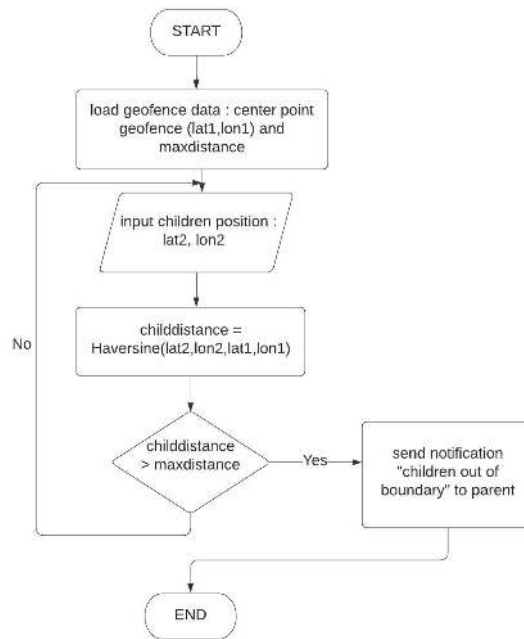 START
load geofence data : center point
geofence (lat1,lon1) and
maxdistance
input children position :
lat2, lon2
No
childdistance =
Haversine(lat2,lon2,lat1,lon1)
childdistance
> maxdistance
Yes
send notification
"children out of
boundary" to parent
END